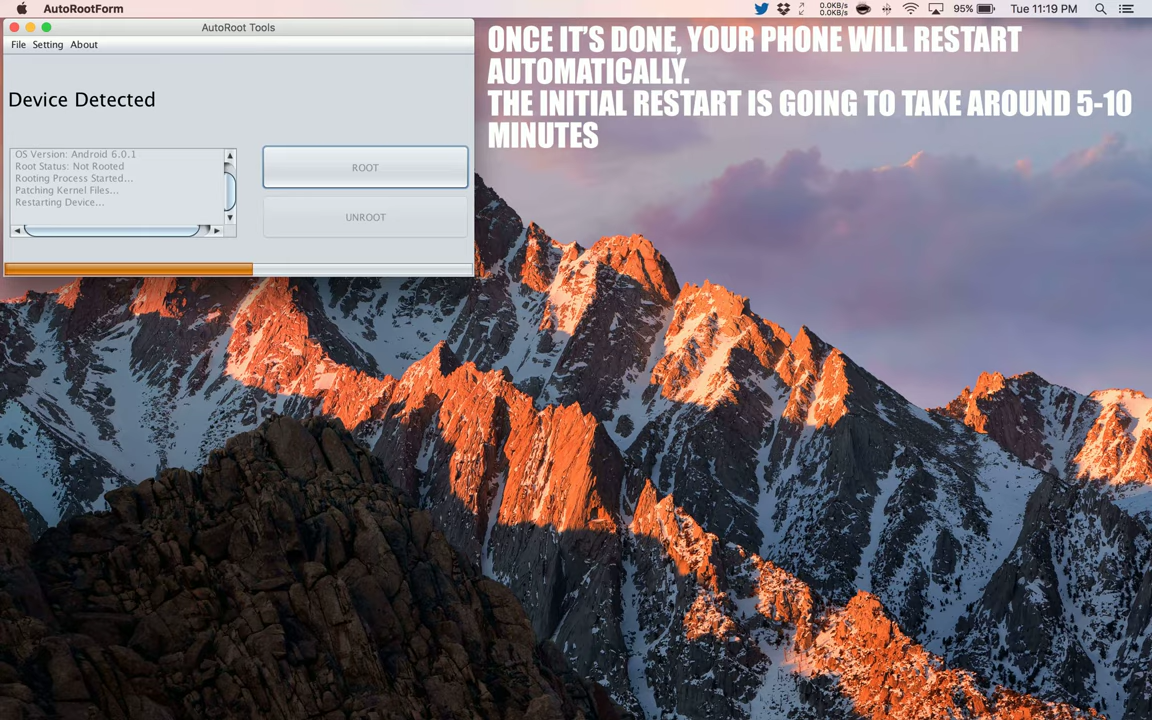 AutoRootForm
0.0KB/s
0.0KB/s
95%
Tue 11:19 PM
AutoRoot Tools
File Setting About
Device Detected
OS Version: Android 6.0.1
Root Status: Not Rooted
Rooting Process Started...
Patching Kernel Files...
Restarting Device...
ROOT
UNROOT
ONCE IT'S DONE, YOUR PHONE WILL RESTART
AUTOMATICALLY.
THE INITIAL RESTART IS GOING TO TAKE AROUND 5-10
MINUTES